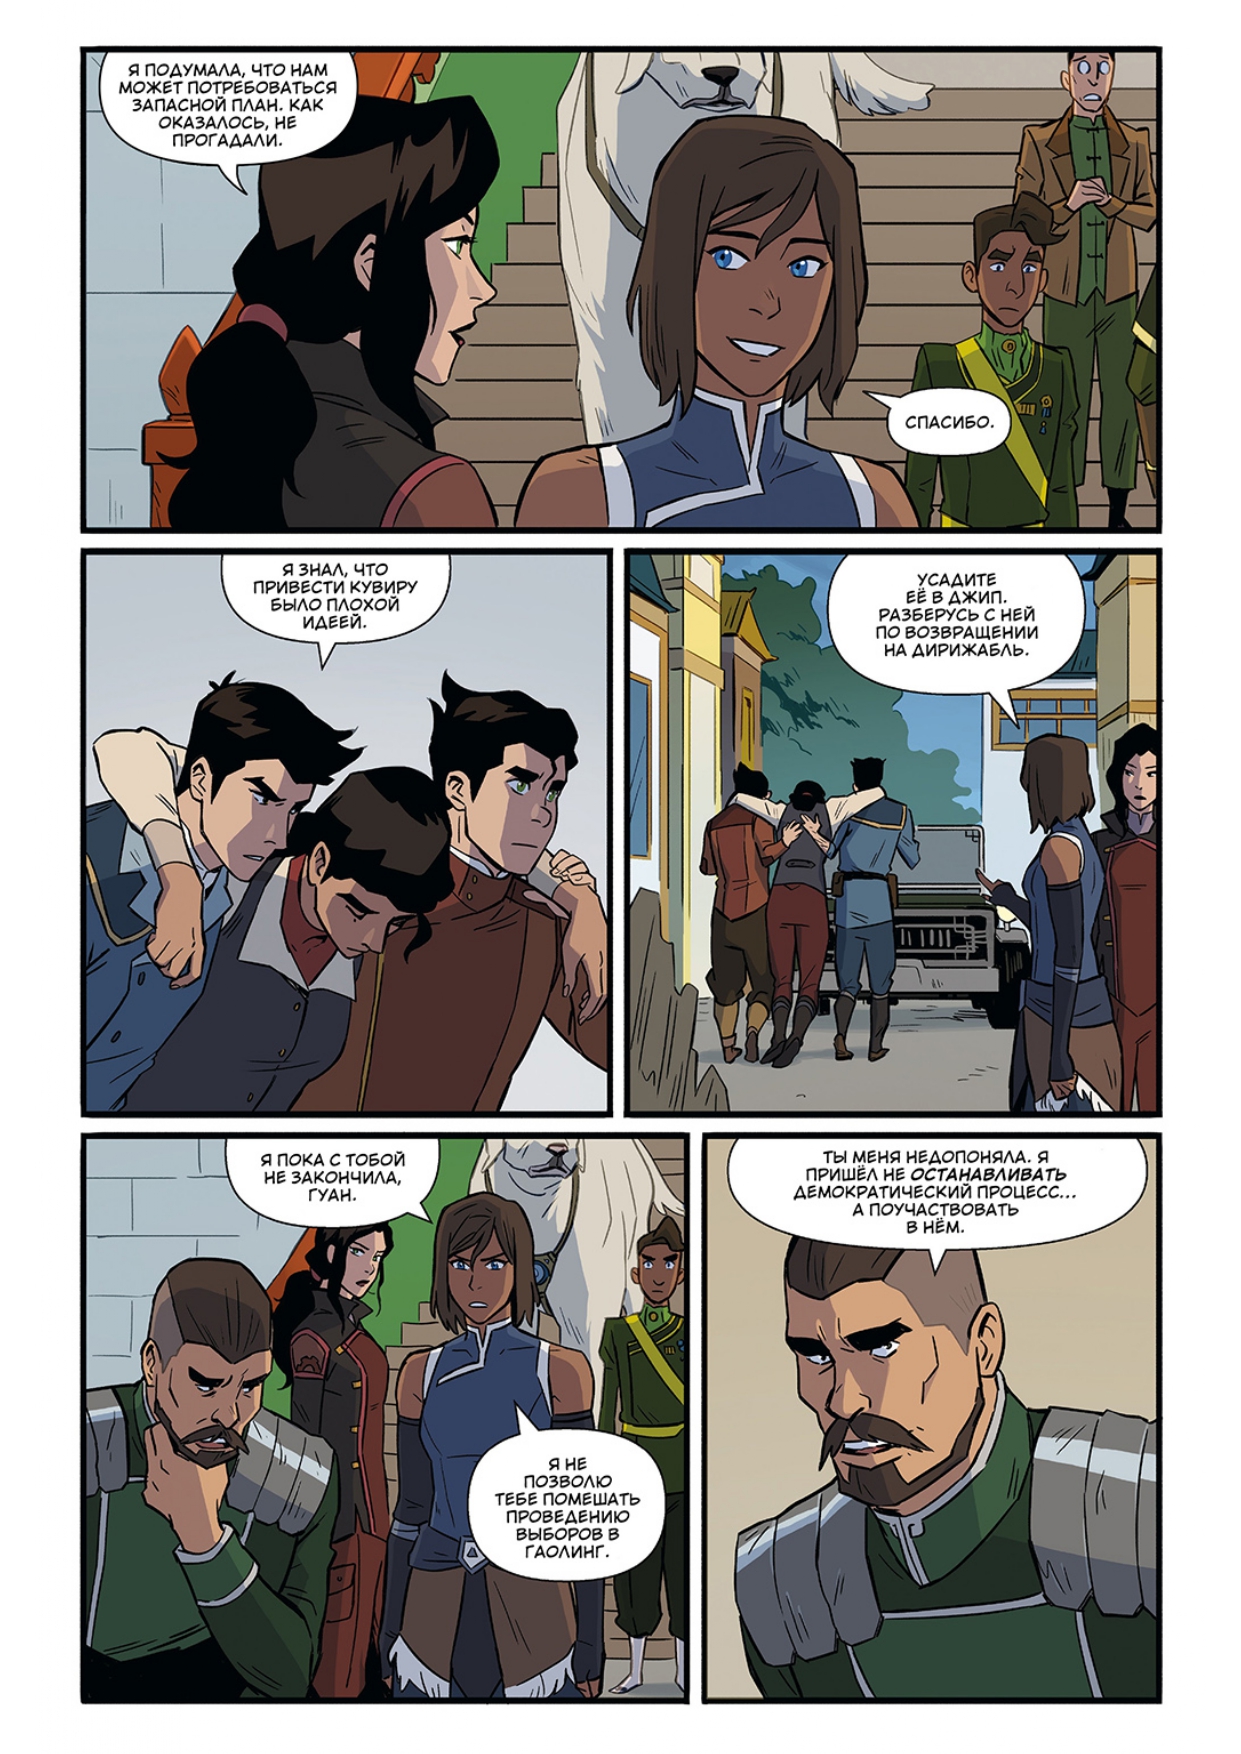 Я ПОДУМАЛА, ЧТО НАМ
МОЖЕТ ПОТРЕБОВАТЬСЯ
ЗАПАСНОЙ ПЛАН. КАК
ОКАЗАЛОСЬ, НЕ
ПРОГАДАЛИ.
СПАСИБО.
Я ЗНАЛ, ЧТО
ПРИВЕСТИ КУВИРУ
БЫЛО ПЛОХОЙ
ИДЕЕЙ.
УСАДИТЕ
ЕЁ В ДЖИП.
РАЗБЕРУСЬ С НЕЙ
ПО ВОЗВРАЩЕНИИ
НА ДИРИЖАБЛЬ.
Я ПОКА С ТОБОЙ
НЕ ЗАКОНЧИЛА,
ГУАН.
Я НЕ
ПОЗВОЛЮ
ТЕБЕ ПОМЕШАТЬ
ПРОВЕДЕНИЮ
ВЫБОРОВ В
ГАОЛИНГ.
ТЫ МЕНЯ НЕДОПОНЯЛА. Я
ПРИШЁЛ НЕ ОСТАНАВЛИВАТЬ
ДЕМОКРАТИЧЕСКИЙ ПРОЦЕСС...
А ПОУЧАСТВОВАТЬ
В НЁМ.